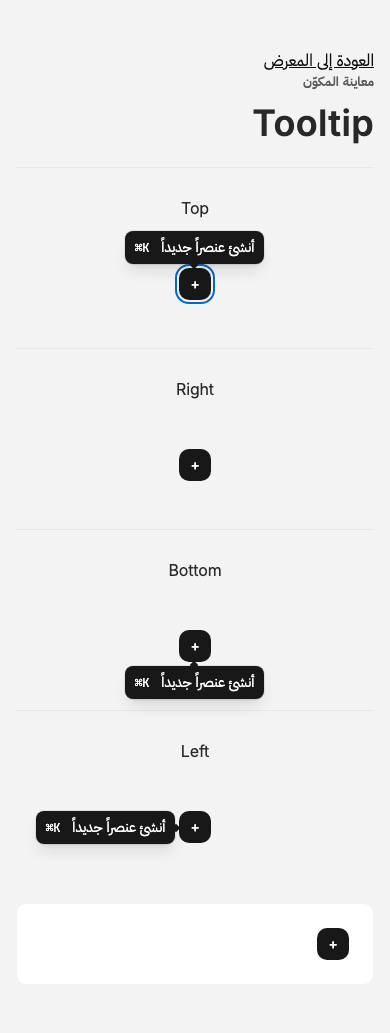 العودة إلى المعرض
معاينة المكوّن
Tooltip
Top
أنشئ عنصراً جديداً ⌘K
+
Right
+
Bottom
+
أنشئ عنصراً جديداً ⌘K
Left
+
أنشئ عنصراً جديداً ⌘K
+